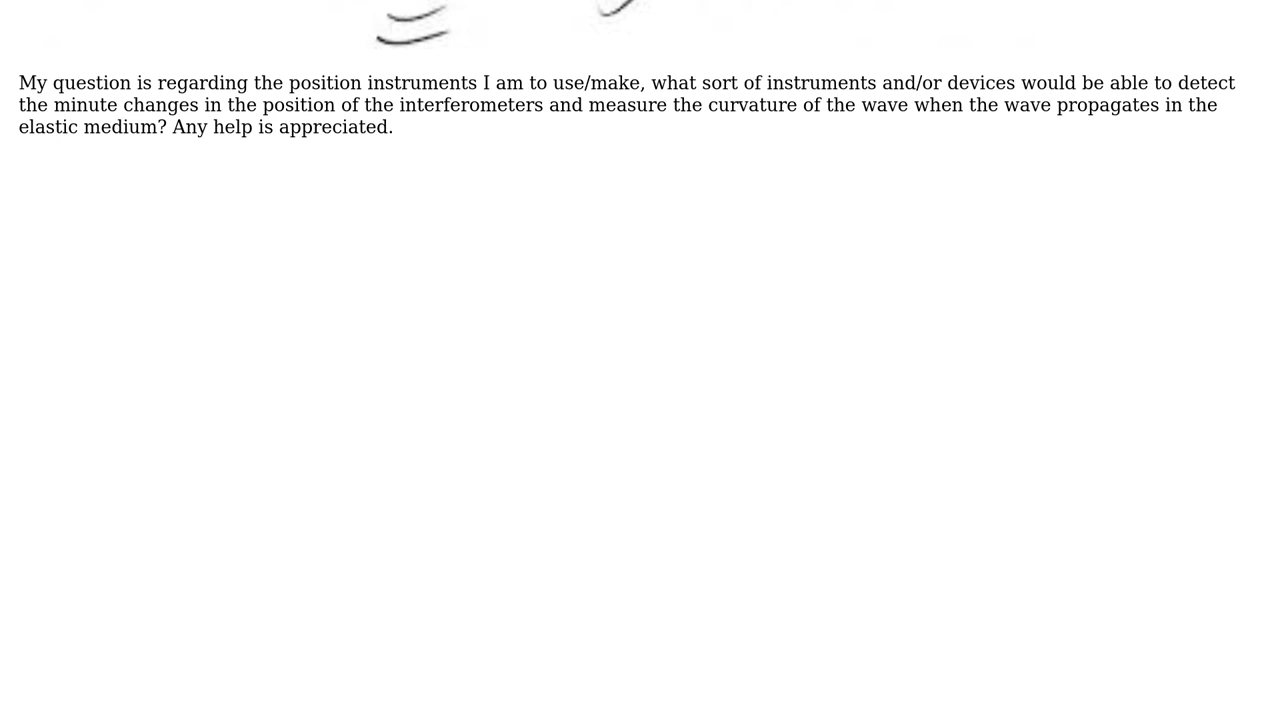 My question is regarding the position instruments I am to use/make, what sort of instruments and/or devices would be able to detect
the minute changes in the position of the interferometers and measure the curvature of the wave when the wave propagates in the
elastic medium? Any help is appreciated.